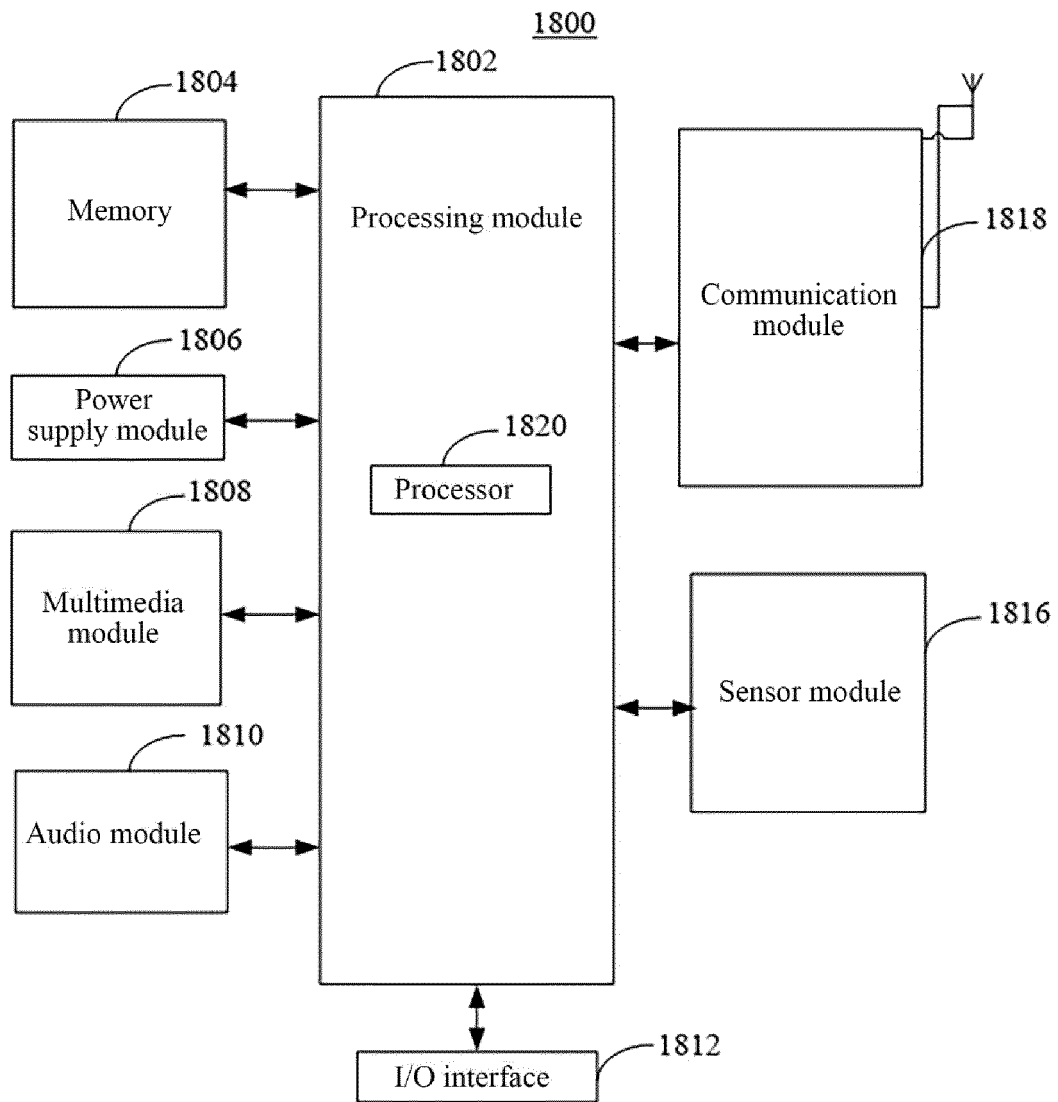 1800
1802
1804
Memory
Processing module
1818
Communication
module
1806
Power
supply module
1820
Processor
1808
Multimedia
module
1816
Sensor module
1810
Audio module
1812
I/O interface